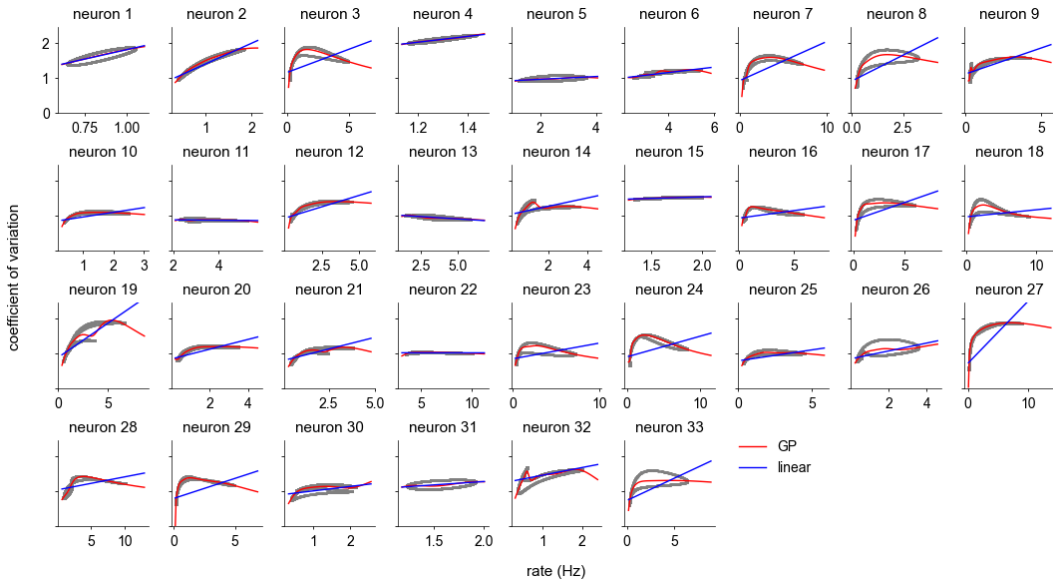 neuron 1 neuron 2 neuron 3 neuron 4 neuron 5 neuron 6 neuron 7 neuron 8 neuron 9
2
1
0
0.75 1.00 1 2 0 5 1.2 1.4 2 4 4 6 0 10 0.0 2.5 0 5
neuron 10 neuron 11 neuron 12 neuron 13 neuron 14 neuron 15 neuron 16 neuron 17 neuron 18
1 2 3 2 4 2.5 5.0 2.5 5.0 2 4 1.5 2.0 0 5 0 5 0 10
coefficient of variation
neuron 19 neuron 20 neuron 21 neuron 22 neuron 23 neuron 24 neuron 25 neuron 26 neuron 27
0 5 2 4 2.5 5.0 5 10 0 10 0 10 2.5 5.0 2 4 0 10
neuron 28 neuron 29 neuron 30 neuron 31 neuron 32 neuron 33
GP
linear
5 10 0 5 1 2 1.5 2.0 1 2 0 5
rate (Hz)